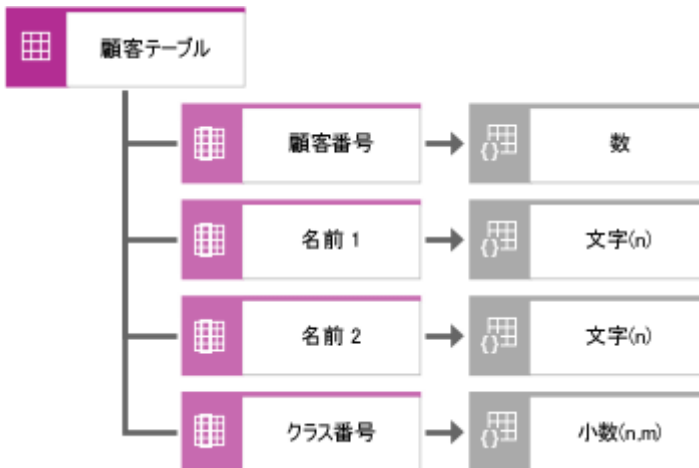 顧客テーブル
顧客番号
数
名前 1
文字(n)
名前 2
文字(n)
クラス番号
小数(n,m)